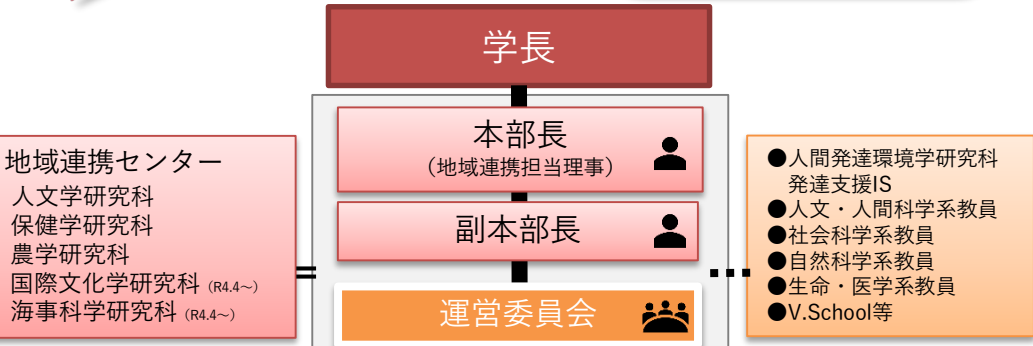 学長
本部長
（地域連携担当理事）
副本部長
運営委員会
地域連携センター
人文学研究科
保健学研究科
農学研究科
国際文化学研究科 (R4.4～)
海事科学研究科 (R4.4～)
=
…
●人間発達環境学研究科
発達支援IS
●人文・人間科学系教員
●社会科学系教員
●自然科学系教員
●生命・医学系教員
●V.School等